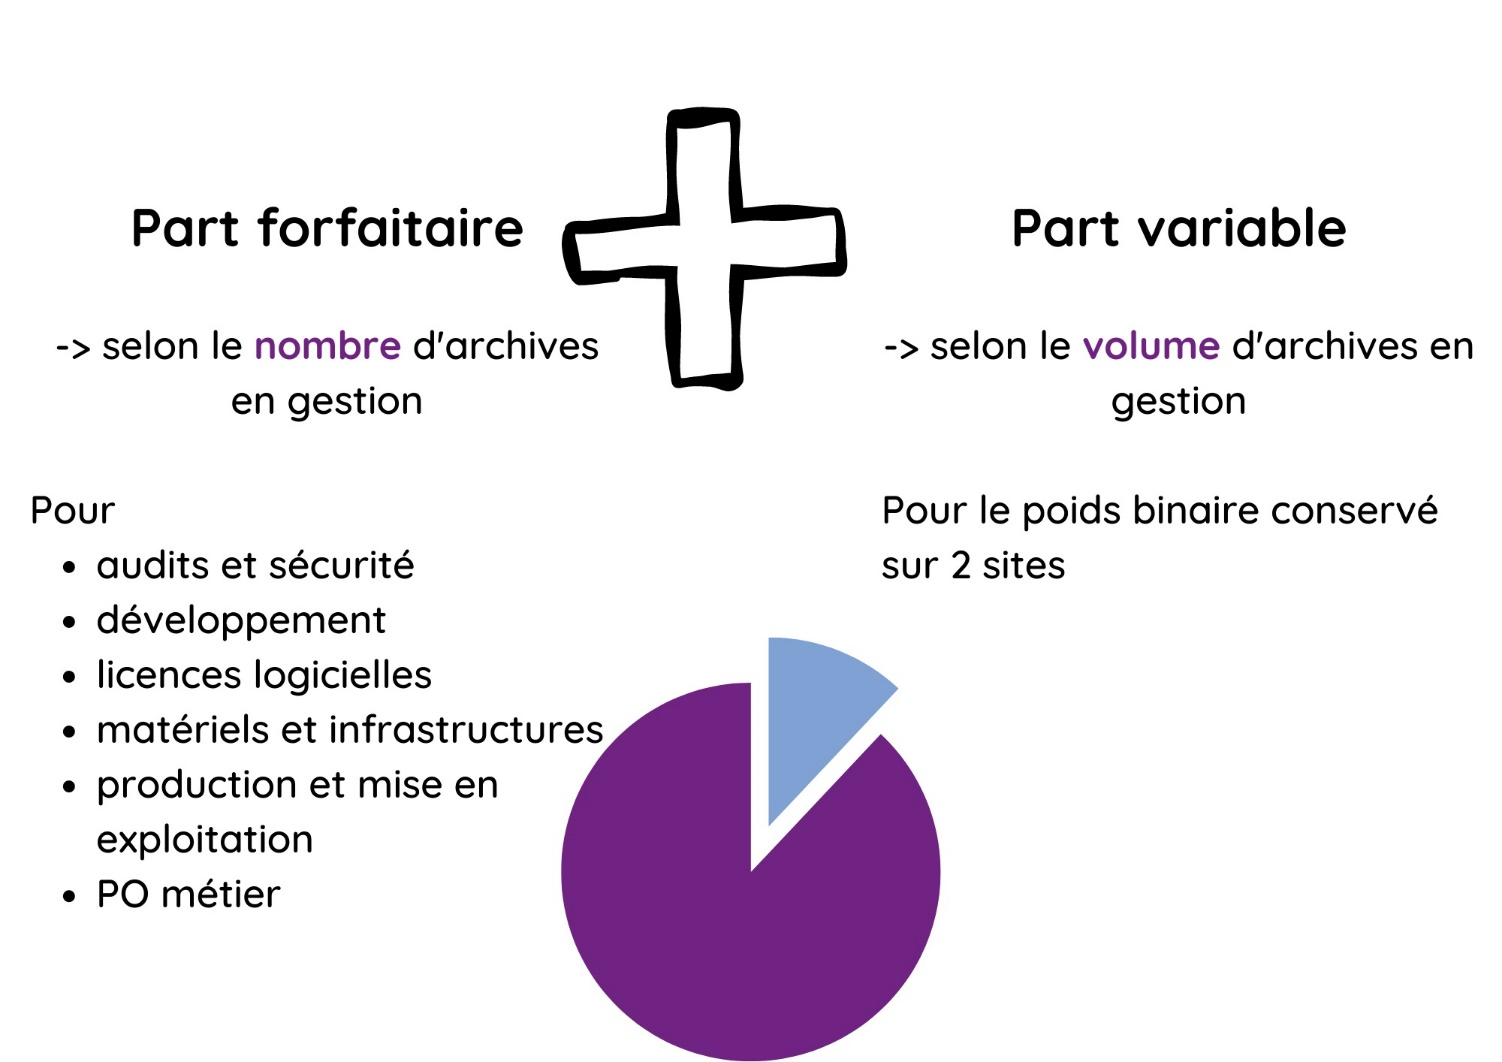 Part forfaitaire
-> selon le nombre d'archives
en gestion
Pour
• audits et sécurité
• développement
• licences logicielles
• matériels et infrastructures
• production et mise en
exploitation
• PO métier
Part variable
-> selon le volume d'archives en
gestion
Pour le poids binaire conservé
sur 2 sites